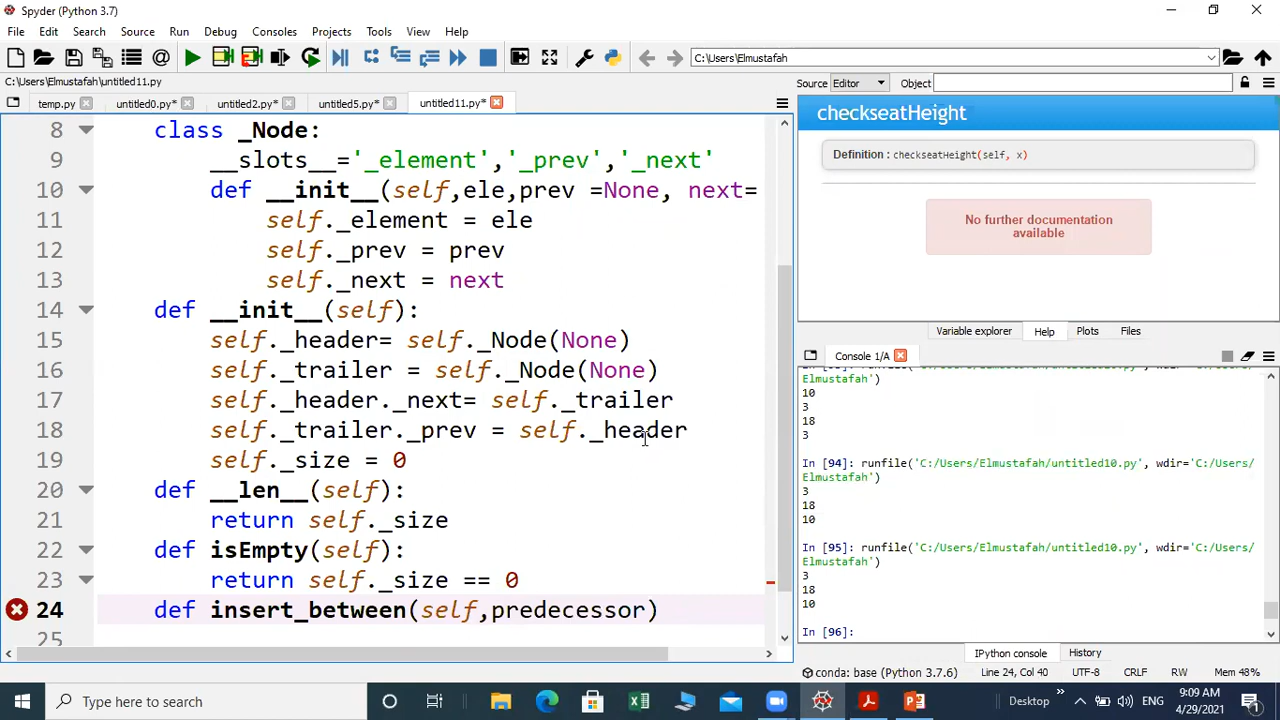 Spyder (Python 3.7)
File Edit Search Source Run Debug Consoles Projects Tools View Help
C:\Users\Elmustafah
C:\Users\Elmustafah\untitled11.py
temp.py untitled0.py* untitled2.py* untitled5.py* untitled11.py*
8 class _Node:
9 __slots__='_element','_prev','_next'
10 def __init__(self,ele,prev =None, next=
11 self._element = ele
12 self._prev = prev
13 self._next = next
14 def __init__(self):
15 self._header= self._Node(None)
16 self._trailer = self._Node(None)
17 self._header._next= self._trailer
18 self._trailer._prev = self._header
19 self._size = 0
20 def __len__(self):
21 return self._size
22 def isEmpty(self):
23 return self._size == 0
24 def insert_between(self,predecessor)
25
Source Editor Object
checkseatHeight
Definition : checkseatHeight(self, x)
No further documentation
available
Variable explorer Help Plots Files
Console 1/A
Elmustafah')
10
3
18
3
In [94]: runfile('C:/Users/Elmustafah/untitled10.py', wdir='C:/Users/
Elmustafah')
3
18
10
In [95]: runfile('C:/Users/Elmustafah/untitled10.py', wdir='C:/Users/
Elmustafah')
3
18
10
In [96]:
IPython console History
conda: base (Python 3.7.6) Line 24, Col 40 UTF-8 CRLF RW Mem 48%
Type here to search
Desktop ENG 9:09 AM
4/29/2021